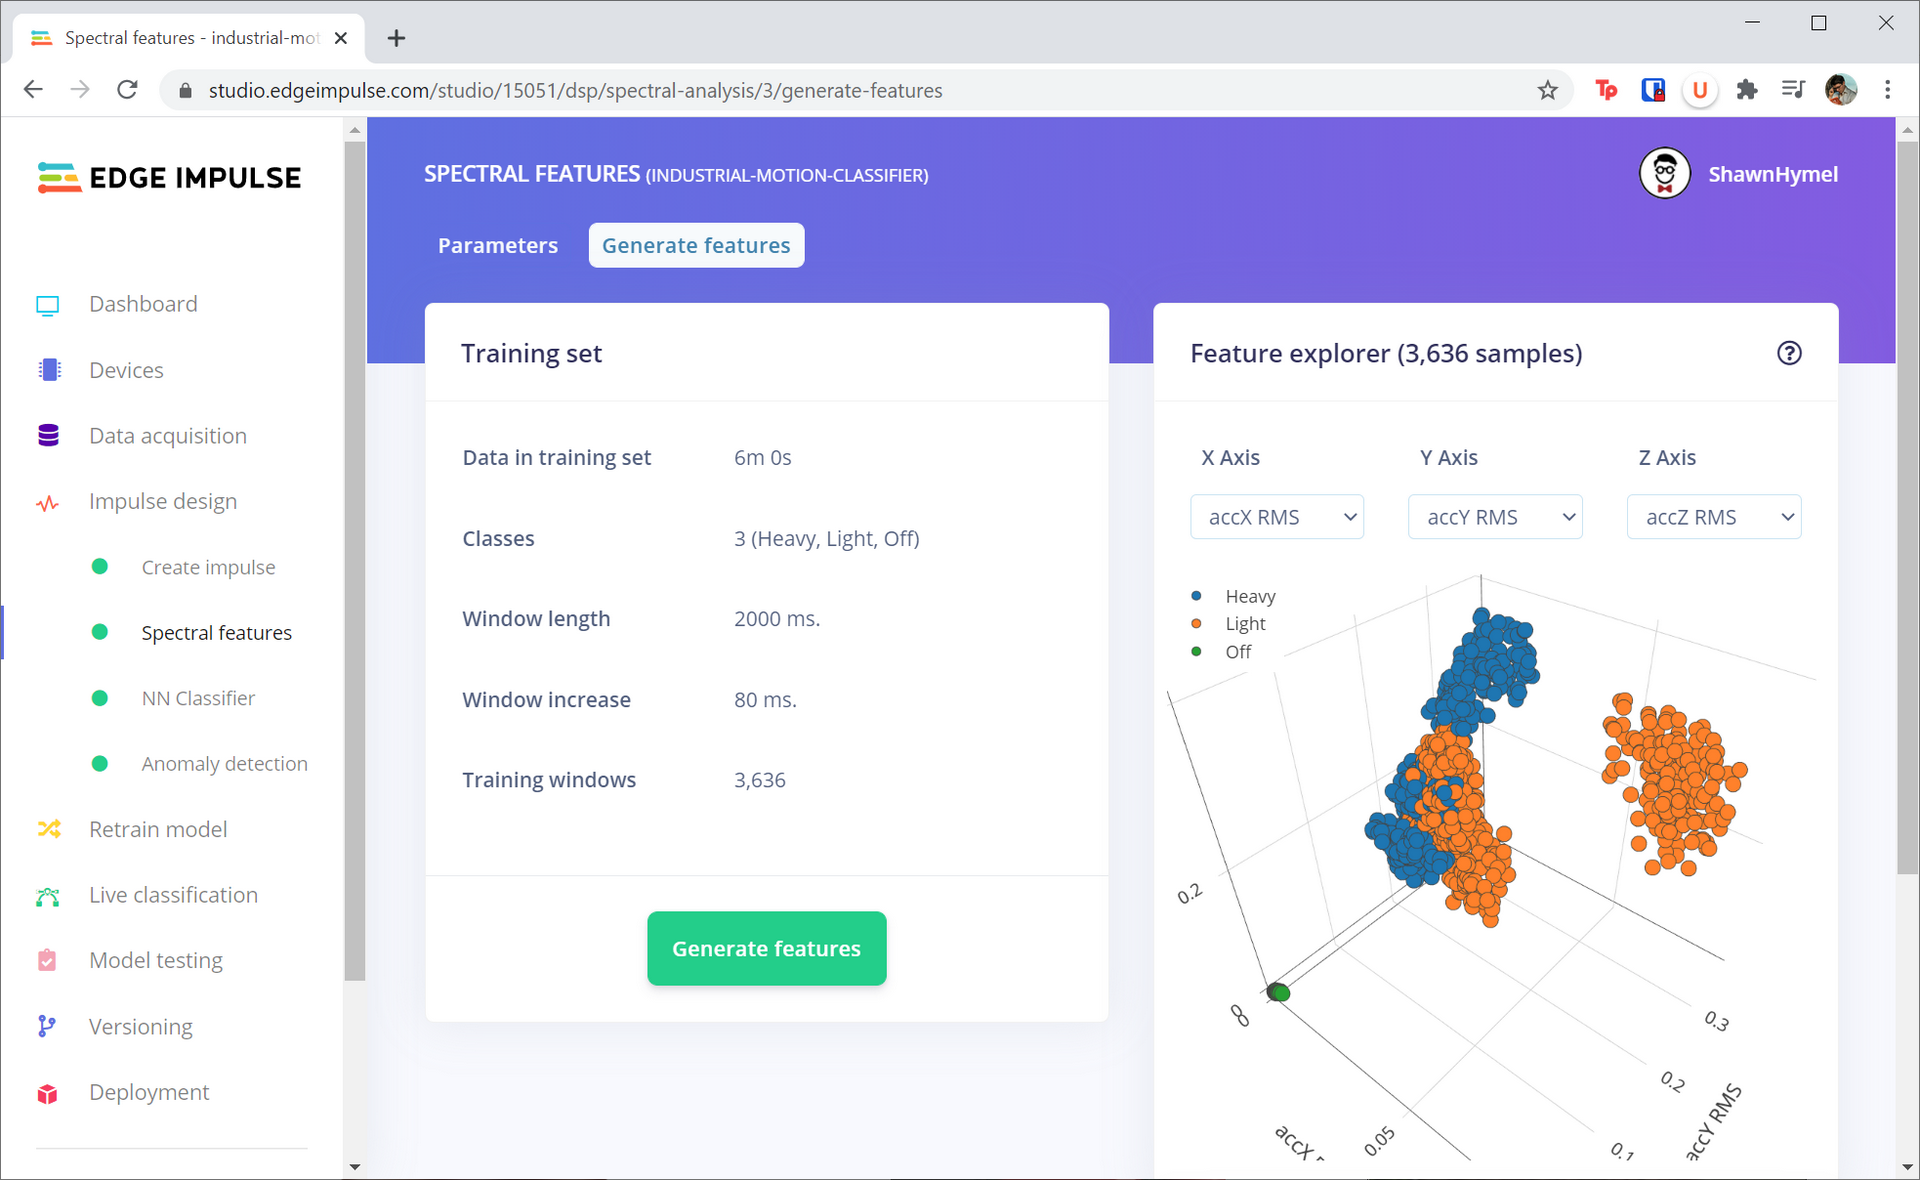 Spectral features - industrial-mot
studio.edgeimpulse.com/studio/15051/dsp/spectral-analysis/3/generate-features
Tp
U
EDGE IMPULSE
Dashboard
Devices
Data acquisition
Impulse design
Create impulse
Spectral features
NN Classifier
Anomaly detection
Retrain model
Live classification
Model testing
Versioning
Deployment
SPECTRAL FEATURES (INDUSTRIAL-MOTION-CLASSIFIER)
ShawnHymel
Parameters
Generate features
Training set
Data in training set 6m 0s
Classes 3 (Heavy, Light, Off)
Window length 2000 ms.
Window increase 80 ms.
Training windows 3,636
Generate features
Feature explorer (3,636 samples)
?
X Axis Y Axis Z Axis
accX RMS accY RMS accZ RMS
Heavy
Light
Off
0.2
0
0
0.3
0.2
0.1
0.05
accX
accY RMS